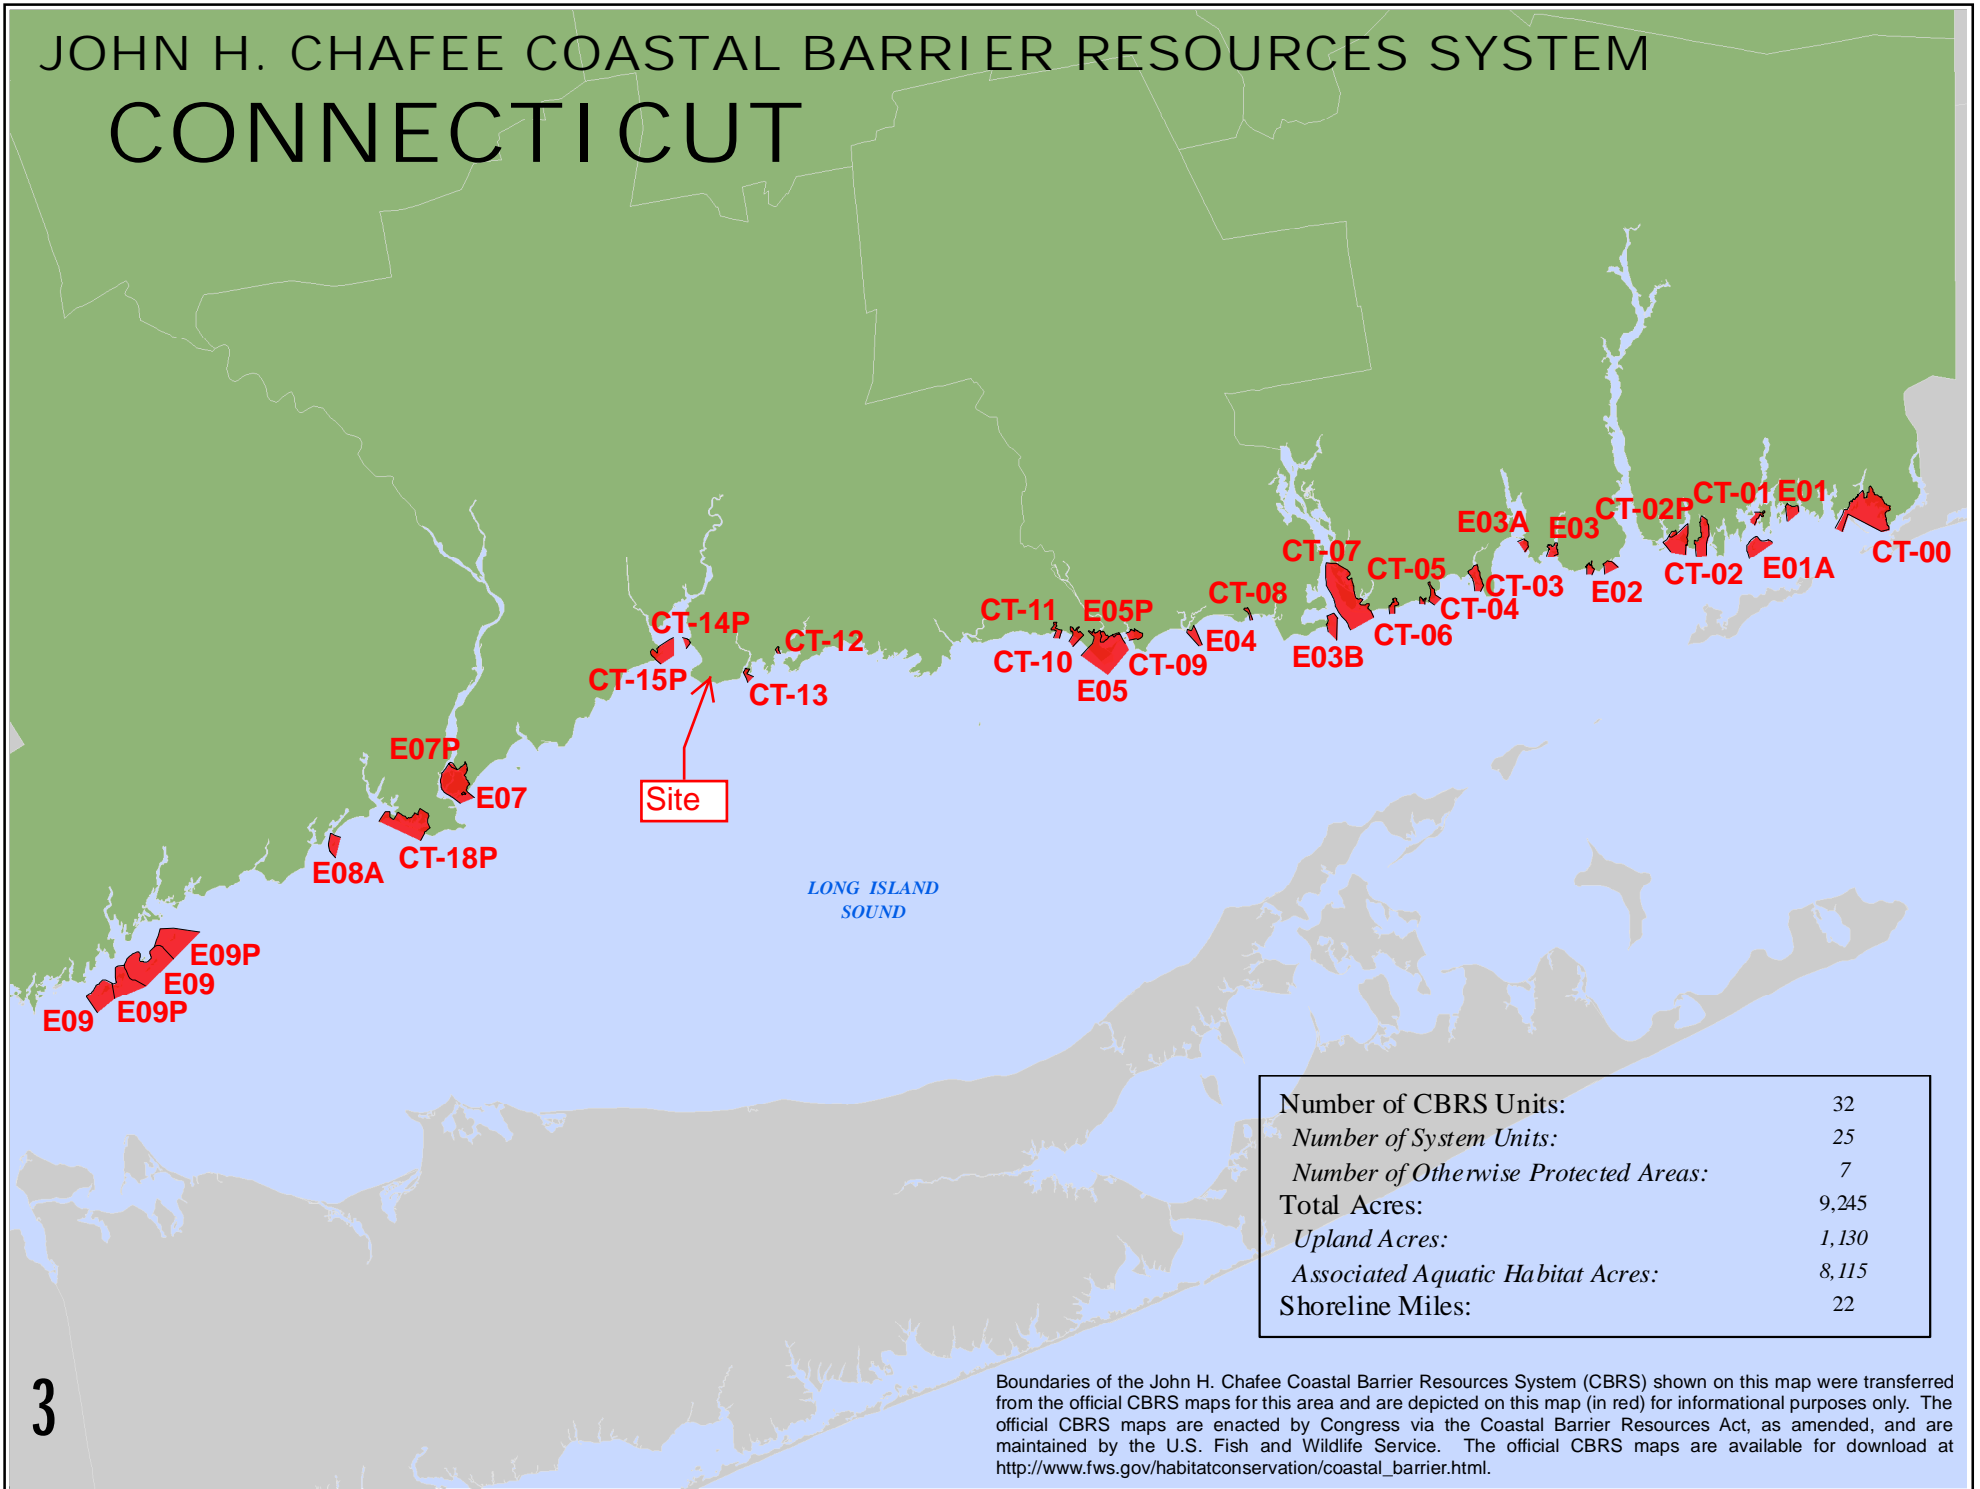 JOHN H. CHAFEE COASTAL BARRIER RESOURCES SYSTEM
CONNECTICUT
CT-02P
CT-01
E01
E03A
E03
CT-00
CT-07
CT-05
CT-03
CT-02
E01A
E02
CT-08
CT-04
CT-11
E05P
CT-06
CT-14P
CT-12
E04
E03B
CT-10
CT-09
CT-15P
CT-13
E05
E07P
E07
Site
CT-18P
E08A
LONG ISLAND
SOUND
E09P
E09
E09P
E09
Number of CBRS Units: 32
Number of System Units: 25
Number of Otherwise Protected Areas: 7
Total Acres: 9,245
Upland Acres: 1,130
Associated Aquatic Habitat Acres: 8,115
Shoreline Miles: 22
3
Boundaries of the John H. Chafee Coastal Barrier Resources System (CBRS) shown on this map were transferred
from the official CBRS maps for this area and are depicted on this map (in red) for informational purposes only. The
official CBRS maps are enacted by Congress via the Coastal Barrier Resources Act, as amended, and are
maintained by the U.S. Fish and Wildlife Service. The official CBRS maps are available for download at
http://www.fws.gov/habitatconservation/coastal_barrier.html.